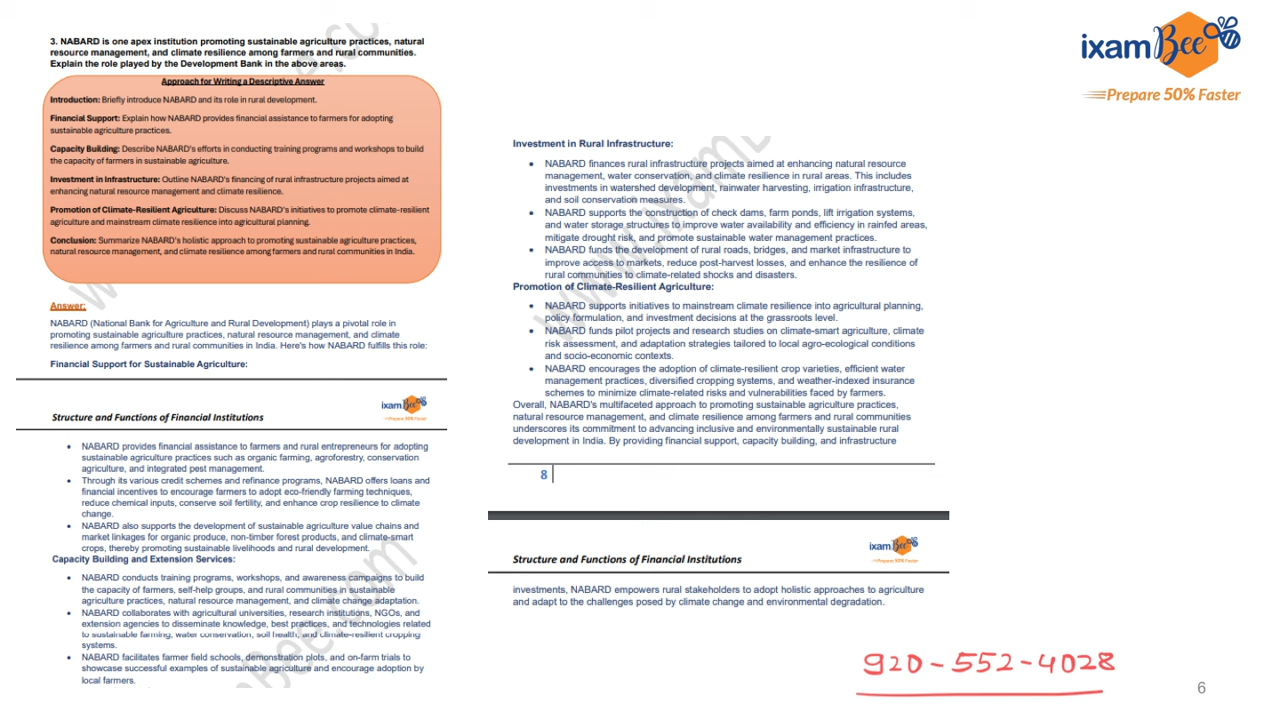 3. NABARD is one apex institution promoting sustainable agriculture practices, natural
resource management, and climate resilience among farmers and rural communities.
Explain the role played by the Development Bank in the above areas.
Approach for Writing a Descriptive Answer
Introduction: Briefly introduce NABARD and its role in rural development.
Financial Support: Explain how NABARD provides financial assistance to farmers for adopting
sustainable agriculture practices.
Capacity Building: Describe NABARD's efforts in conducting training programs and workshops to build
the capacity of farmers in sustainable agriculture.
Investment in Infrastructure: Outline NABARD's financing of rural infrastructure projects aimed at
enhancing natural resource management and climate resilience.
Promotion of Climate-Resilient Agriculture: Discuss NABARD's initiatives to promote climate-resilient
agriculture and mainstream climate resilience into agricultural planning.
Conclusion: Summarize NABARD's holistic approach to promoting sustainable agriculture practices,
natural resource management, and climate resilience among farmers and rural communities in India.
Answer:
NABARD (National Bank for Agriculture and Rural Development) plays a pivotal role in
promoting sustainable agriculture practices, natural resource management, and climate
resilience among farmers and rural communities in India. Here's how NABARD fulfills this role:
Financial Support for Sustainable Agriculture:
Structure and Functions of Financial Institutions
ixamBee
Prepare 50% Faster
• NABARD provides financial assistance to farmers and rural entrepreneurs for adopting
sustainable agriculture practices such as organic farming, agroforestry, conservation
agriculture, and integrated pest management.
• Through its various credit schemes and refinance programs, NABARD offers loans and
financial incentives to encourage farmers to adopt eco-friendly farming techniques,
reduce chemical inputs, conserve soil fertility, and enhance crop resilience to climate
change.
• NABARD also supports the development of sustainable agriculture value chains and
market linkages for organic produce, non-timber forest products, and climate-smart
crops, thereby promoting sustainable livelihoods and rural development.
Capacity Building and Extension Services:
• NABARD conducts training programs, workshops, and awareness campaigns to build
the capacity of farmers, self-help groups, and rural communities in sustainable
agriculture practices, natural resource management, and climate change adaptation.
• NABARD collaborates with agricultural universities, research institutions, NGOs, and
extension agencies to disseminate knowledge, best practices, and technologies related
to sustainable farming, water conservation, soil health, and climate-resilient cropping
systems.
• NABARD facilitates farmer field schools, demonstration plots, and on-farm trials to
showcase successful examples of sustainable agriculture and encourage adoption by
local farmers.
Investment in Rural Infrastructure:
• NABARD finances rural infrastructure projects aimed at enhancing natural resource
management, water conservation, and climate resilience in rural areas. This includes
investments in watershed development, rainwater harvesting, irrigation infrastructure,
and soil conservation measures.
• NABARD supports the construction of check dams, farm ponds, lift irrigation systems,
and water storage structures to improve water availability and efficiency in rainfed areas,
mitigate drought risk, and promote sustainable water management practices.
• NABARD funds the development of rural roads, bridges, and market infrastructure to
improve access to markets, reduce post-harvest losses, and enhance the resilience of
rural communities to climate-related shocks and disasters.
Promotion of Climate-Resilient Agriculture:
• NABARD supports initiatives to mainstream climate resilience into agricultural planning,
policy formulation, and investment decisions at the grassroots level.
• NABARD funds pilot projects and research studies on climate-smart agriculture, climate
risk assessment, and adaptation strategies tailored to local agro-ecological conditions
and socio-economic contexts.
• NABARD encourages the adoption of climate-resilient crop varieties, efficient water
management practices, diversified cropping systems, and weather-indexed insurance
schemes to minimize climate-related risks and vulnerabilities faced by farmers.
Overall, NABARD's multifaceted approach to promoting sustainable agriculture practices,
natural resource management, and climate resilience among farmers and rural communities
underscores its commitment to advancing inclusive and environmentally sustainable rural
development in India. By providing financial support, capacity building, and infrastructure
8
Structure and Functions of Financial Institutions
ixamBee
Prepare 50% Faster
investments, NABARD empowers rural stakeholders to adopt holistic approaches to agriculture
and adapt to the challenges posed by climate change and environmental degradation.
ixamBee
Prepare 50% Faster
920-552-4028
6